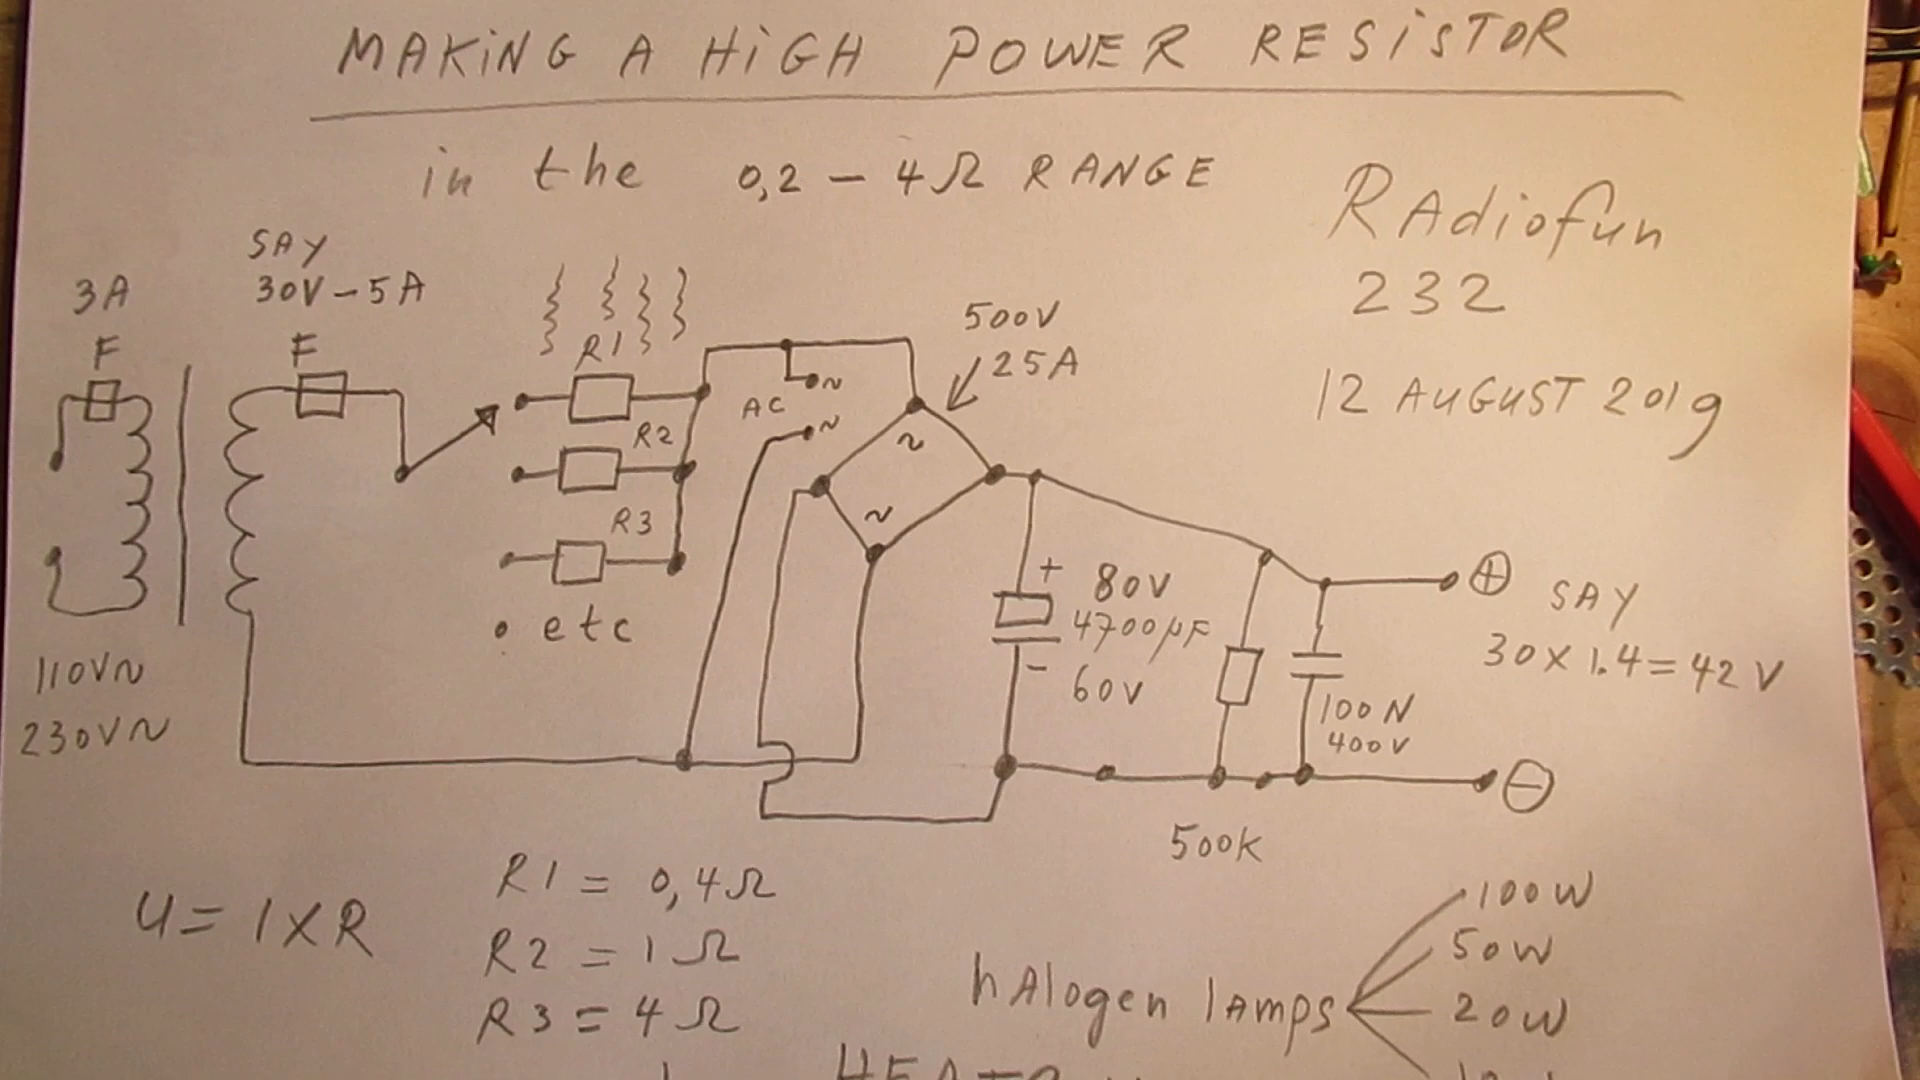 MAKING A HIGH POWER RESISTOR
in the 0,2 – 4Ω RANGE
RAdiofun
232
12 AUGUST 2019
3A
F
SAY
30V – 5A
F
R1
R2
R3
• etc
AC
~
~
500V
25A
~
~
110V~
230V~
+
80V
4700µF
–
60V
100N
400V
500K
+
SAY
30 X 1.4 = 42 V
–
U = I X R
R1 = 0,4Ω
R2 = 1Ω
R3 = 4Ω
hAlogen lAmps
100W
50W
20W